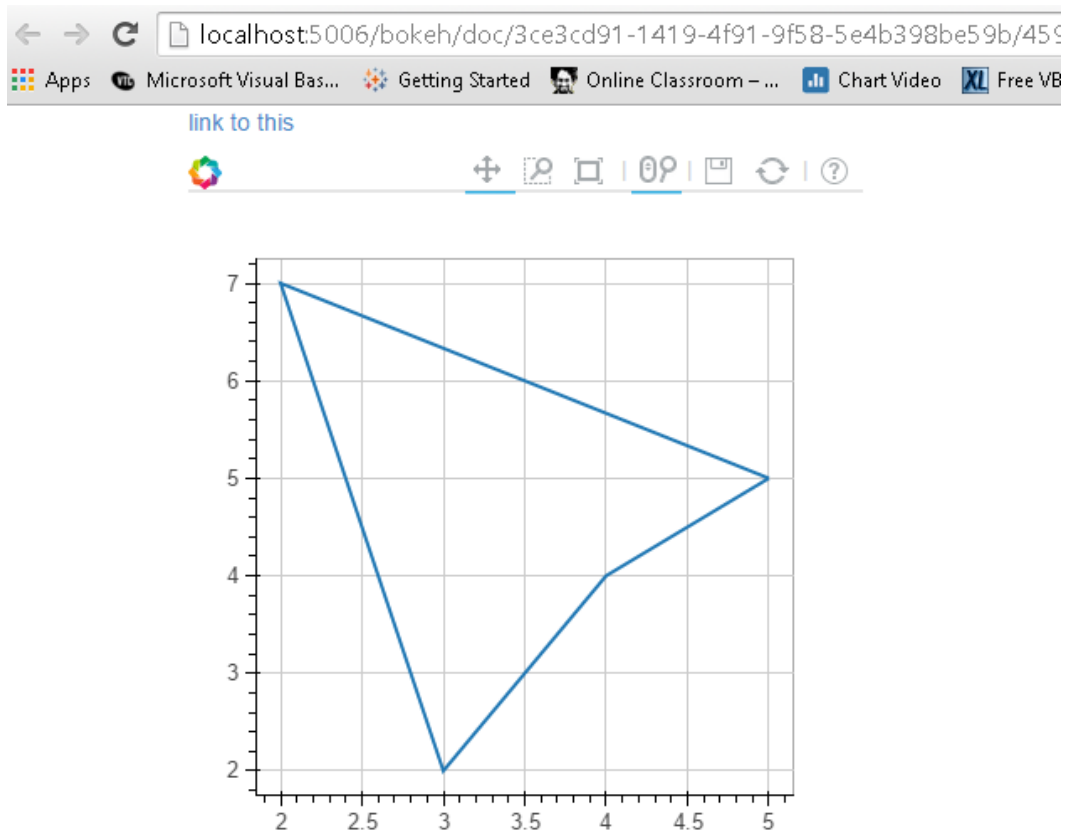 localhost:5006/bokeh/doc/3ce3cd91-1419-4f91-9f58-5e4b398be59b/459
Apps Microsoft Visual Bas... Getting Started Online Classroom – ... Chart Video XL Free VB
link to this
?
7
6
5
4
3
2
2 2.5 3 3.5 4 4.5 5